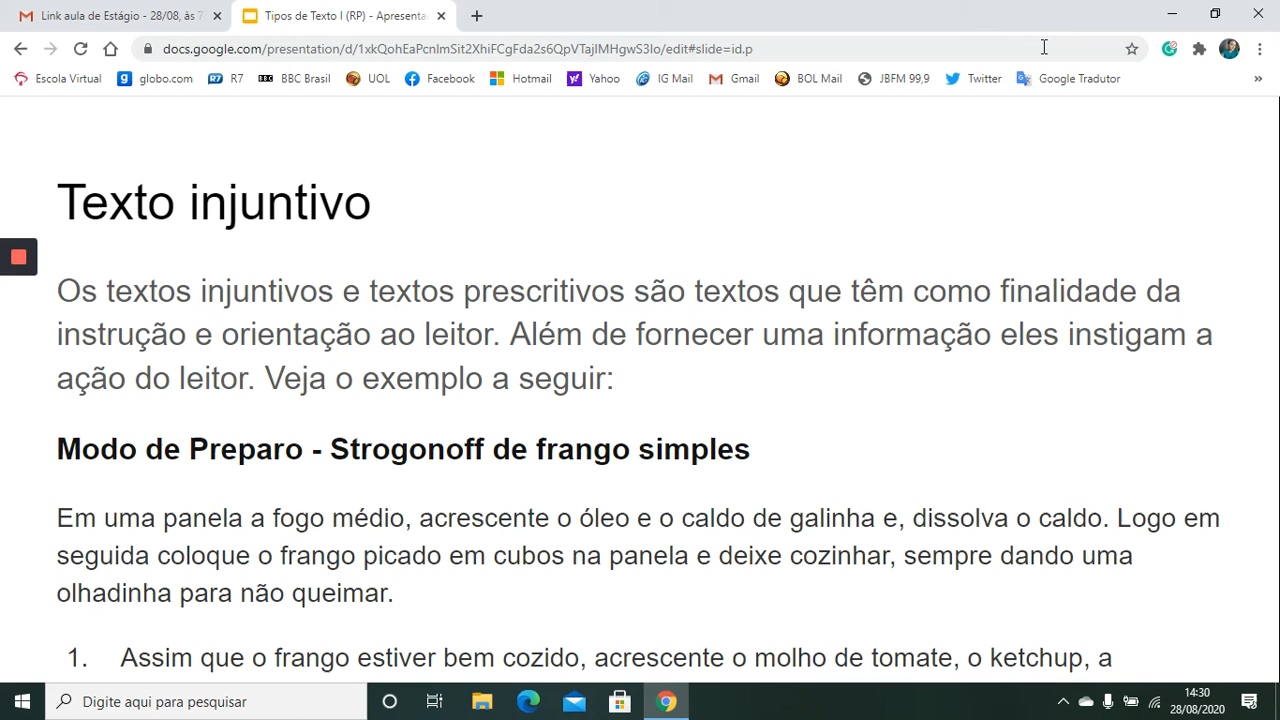 Link aula de Estágio - 28/08, às 7
Tipos de Texto I (RP) - Apresenta
docs.google.com/presentation/d/1xkQohEaPcnlmSit2XhiFCgFda2s6QpVTajIMHgwS3Io/edit#slide=id.p
Escola Virtual globo.com R7 BBC Brasil UOL Facebook Hotmail Yahoo IG Mail Gmail BOL Mail JBFM 99,9 Twitter Google Tradutor »
Texto injuntivo
Os textos injuntivos e textos prescritivos são textos que têm como finalidade da
instrução e orientação ao leitor. Além de fornecer uma informação eles instigam a
ação do leitor. Veja o exemplo a seguir:
Modo de Preparo - Strogonoff de frango simples
Em uma panela a fogo médio, acrescente o óleo e o caldo de galinha e, dissolva o caldo. Logo em
seguida coloque o frango picado em cubos na panela e deixe cozinhar, sempre dando uma
olhadinha para não queimar.
1. Assim que o frango estiver bem cozido, acrescente o molho de tomate, o ketchup, a
Digite aqui para pesquisar
14:30
28/08/2020